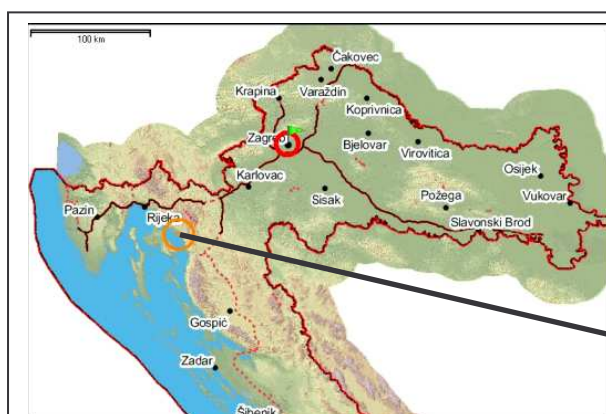 100 km
Čakovec
Varaždin
Krapina
Koprivnica
Zagreb
Bjelovar
Virovitica
Osijek
Karlovac
Sisak
Požega
Vukovar
Pazin
Rijeka
Slavonski Brod
Gospić
Zadar
Šibenik